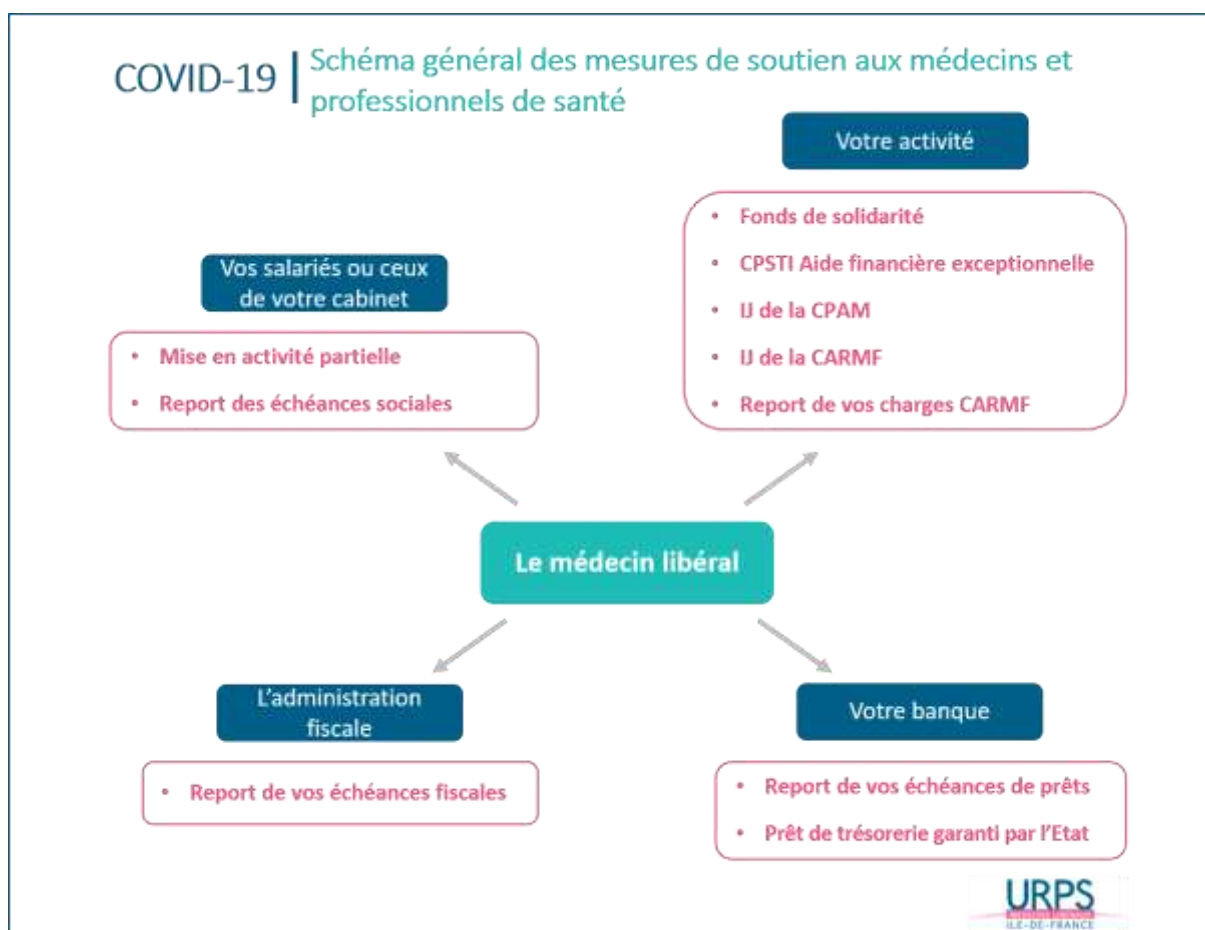 COVID-19
Schéma général des mesures de soutien aux médecins et
professionnels de santé
Votre activité
• Fonds de solidarité
• CPSTI Aide financière exceptionnelle
• IJ de la CPAM
• IJ de la CARMF
• Report de vos charges CARMF
Vos salariés ou ceux
de votre cabinet
• Mise en activité partielle
• Report des échéances sociales
Le médecin libéral
L'administration
fiscale
• Report de vos échéances fiscales
Votre banque
• Report de vos échéances de prêts
• Prêt de trésorerie garanti par l'Etat
URPS
MÉDECINS LIBÉRAUX
ILE-DE-FRANCE